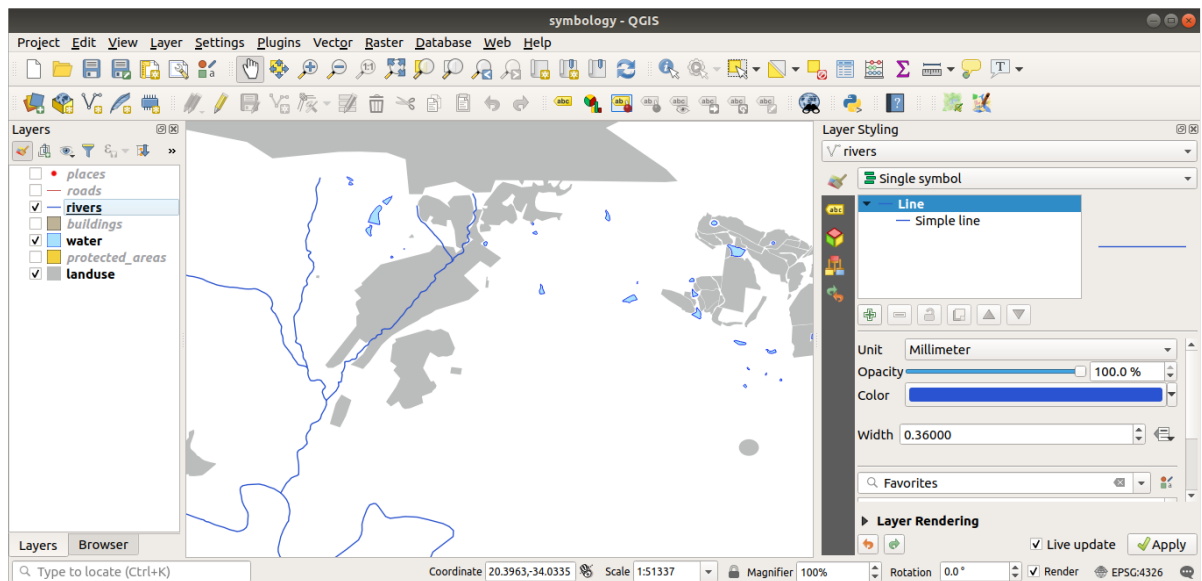 symbology - QGIS
Project Edit View Layer Settings Plugins Vector Raster Database Web Help
Layers
places
roads
rivers
buildings
water
protected_areas
landuse
Layers Browser
Layer Styling
rivers
Single symbol
Line
Simple line
Unit Millimeter
Opacity 100.0 %
Color
Width 0.36000
Favorites
Layer Rendering
Live update Apply
Type to locate (Ctrl+K)
Coordinate 20.3963,-34.0335 Scale 1:51337 Magnifier 100% Rotation 0.0 ° Render EPSG:4326